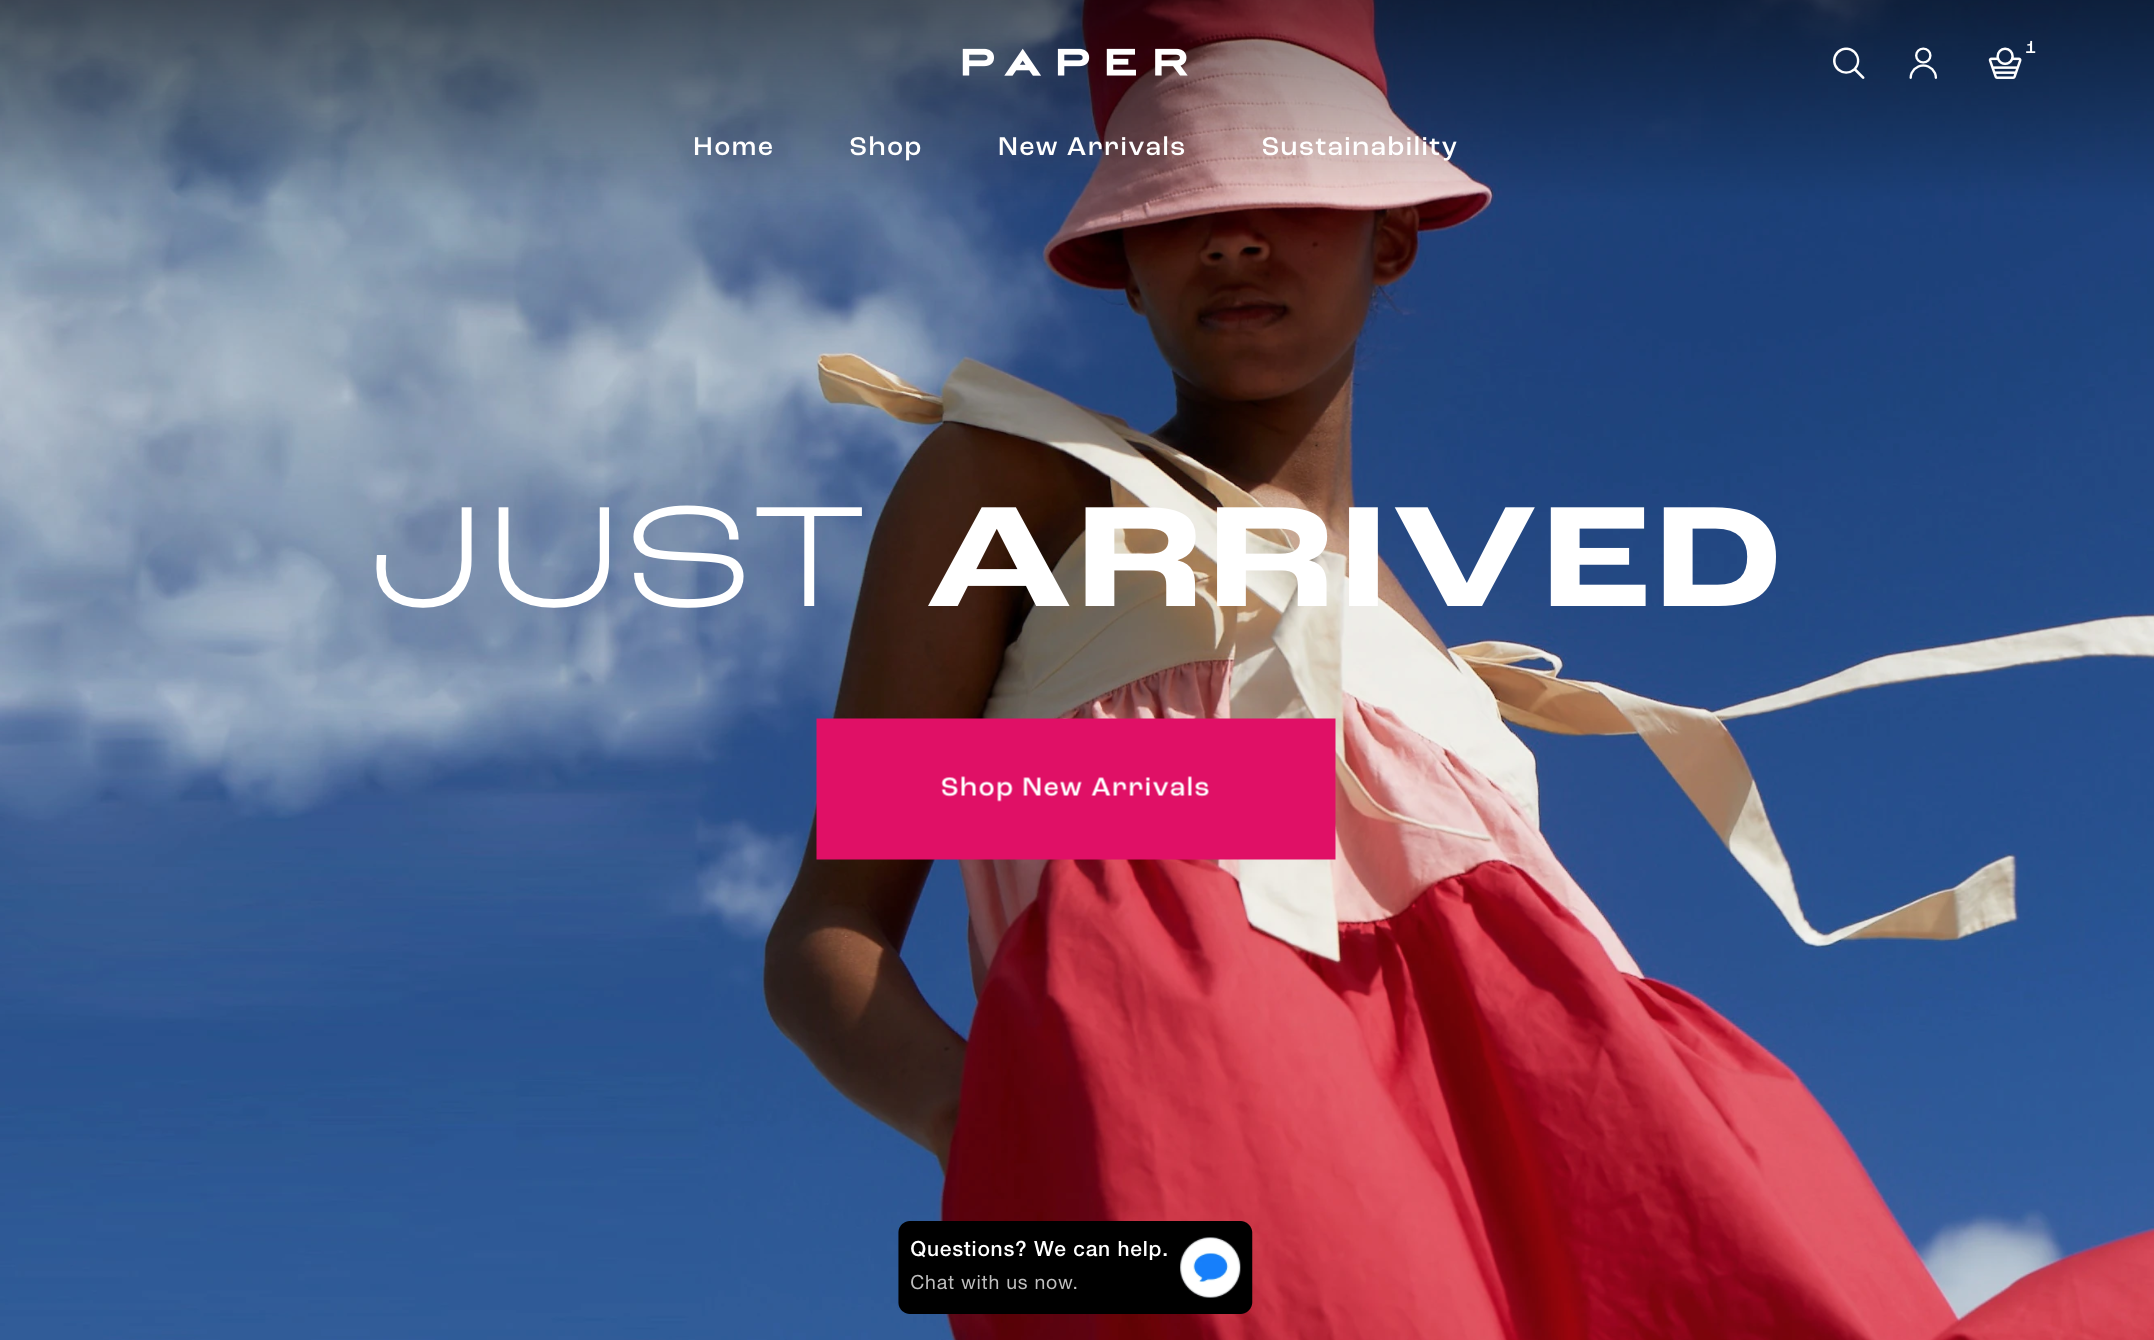 PAPER
1
Home Shop New Arrivals Sustainability
JUST ARRIVED
Shop New Arrivals
Questions? We can help.
Chat with us now.